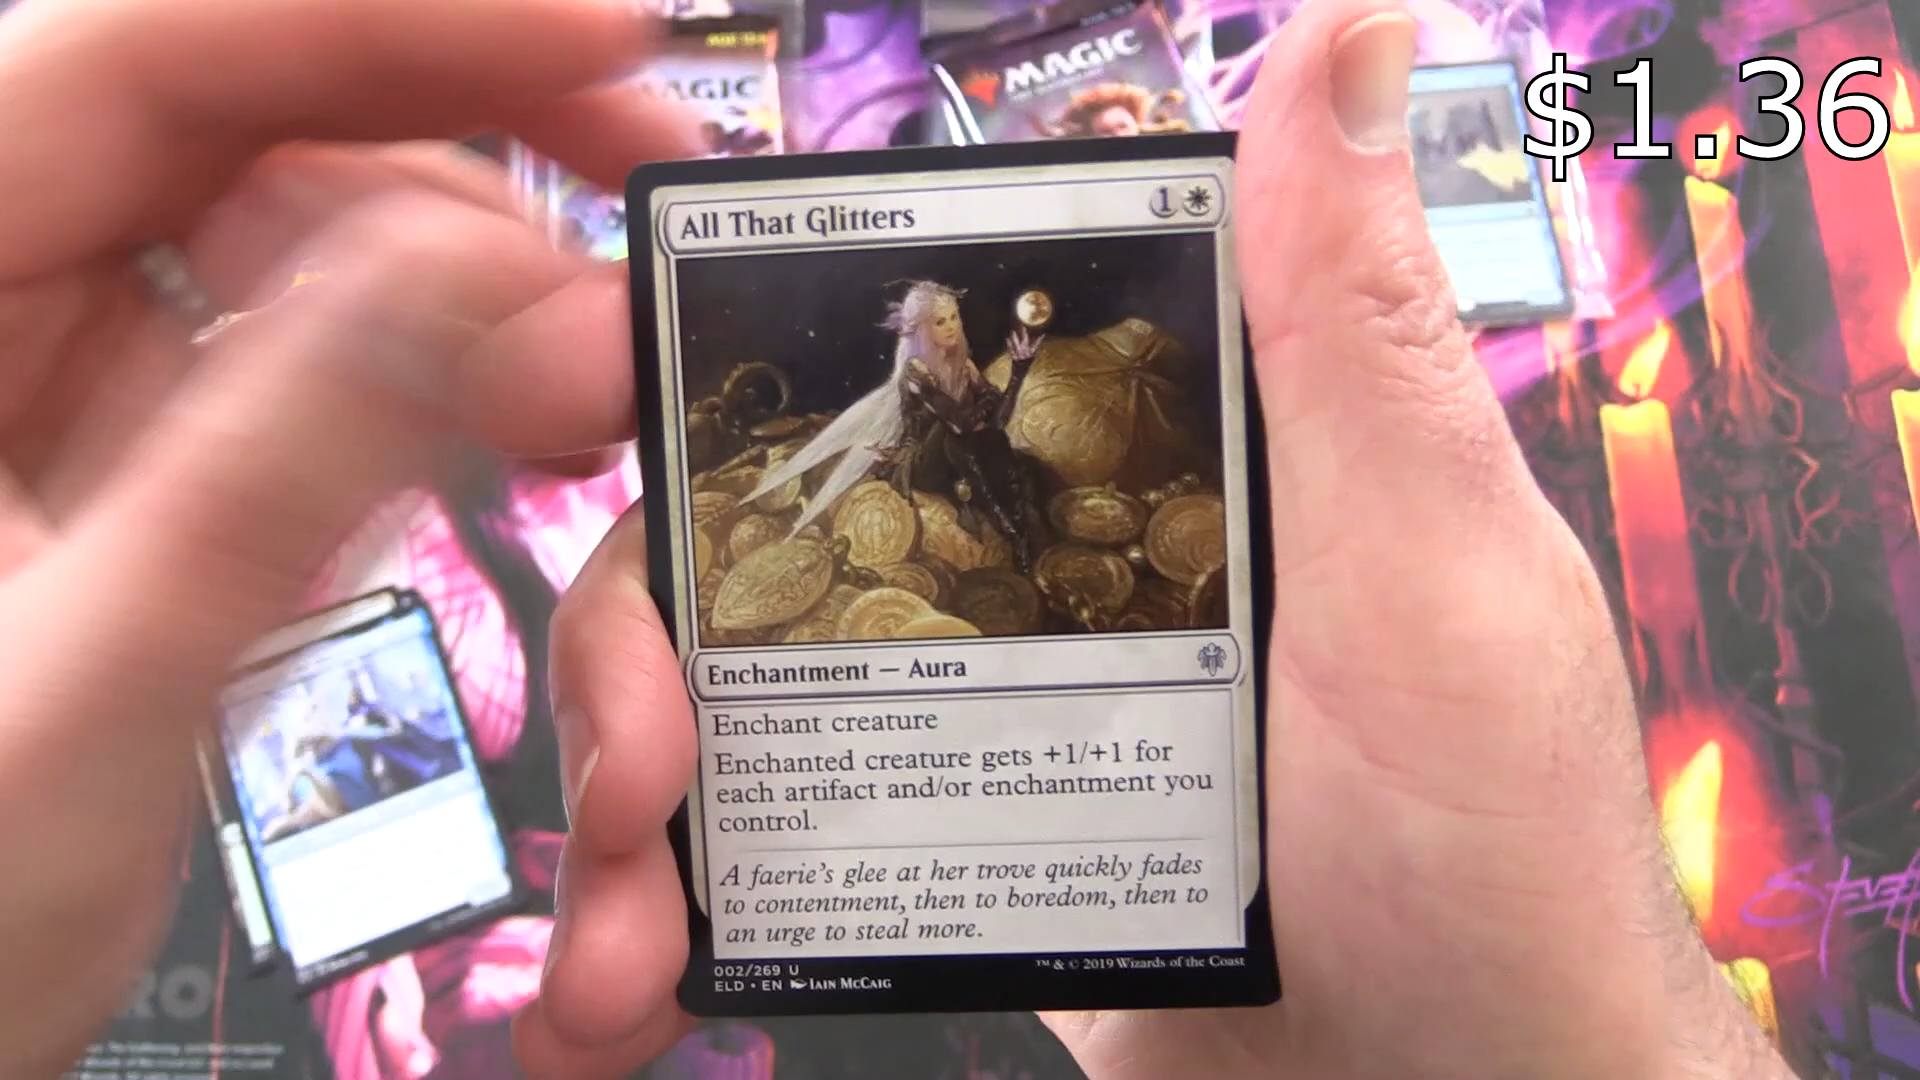 $1.36
MAGIC
MAGIC
All That Glitters 1
Enchantment — Aura
Enchant creature
Enchanted creature gets +1/+1 for
each artifact and/or enchantment you
control.
A faerie's glee at her trove quickly fades
to contentment, then to boredom, then to
an urge to steal more.
002/269 U
ELD • EN IAIN MCCAIG
™ & © 2019 Wizards of the Coast